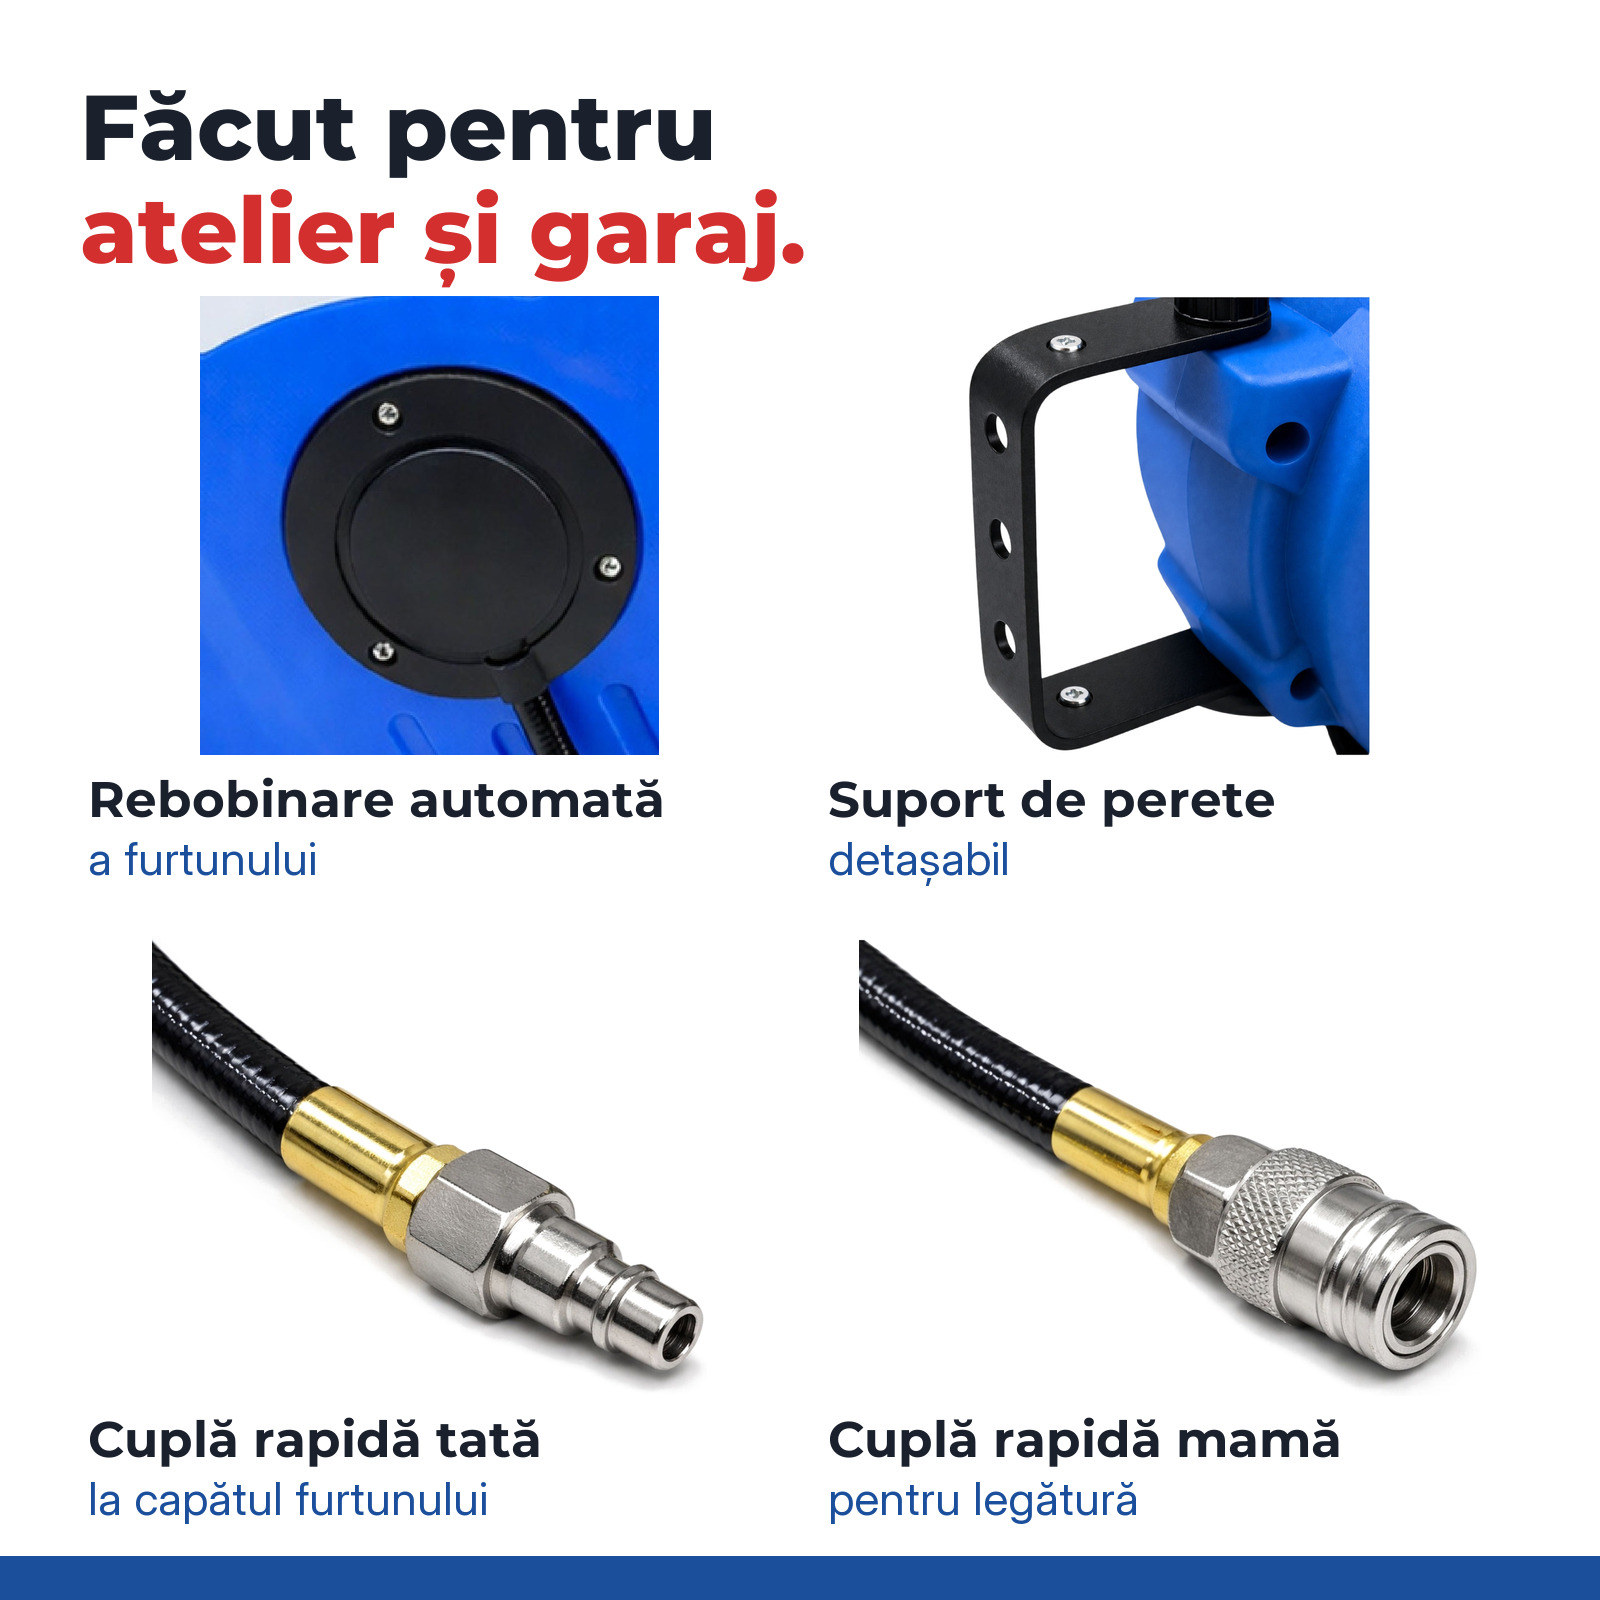 Făcut pentru
atelier și garaj.
Rebobinare automată
a furtunului
Suport de perete
detașabil
Cuplă rapidă tată
la capătul furtunului
Cuplă rapidă mamă
pentru legătură